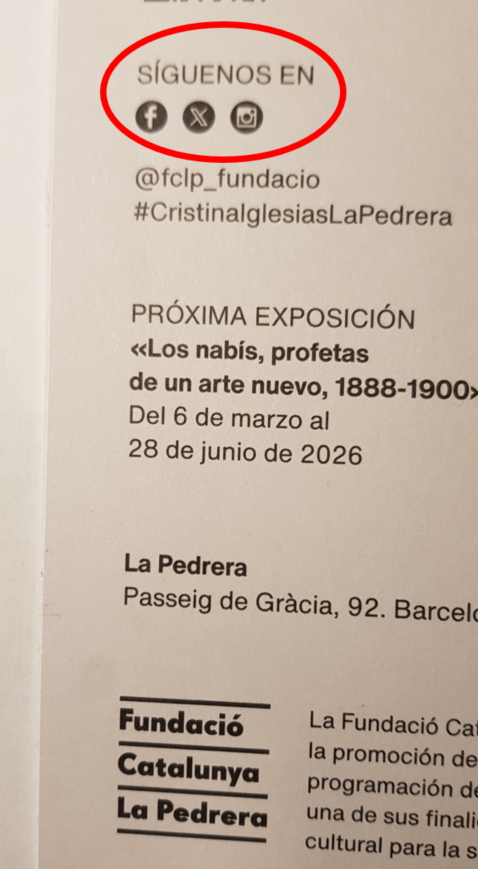 SÍGUENOS EN
@fclp_fundacio
#CristinaIglesiasLaPedrera
PRÓXIMA EXPOSICIÓN
«Los nabís, profetas
de un arte nuevo, 1888-1900»
Del 6 de marzo al
28 de junio de 2026
La Pedrera
Passeig de Gràcia, 92.
Fundació
Catalunya
La Pedrera
La Fundació
la promoción de
programación
una de sus
cultural para la